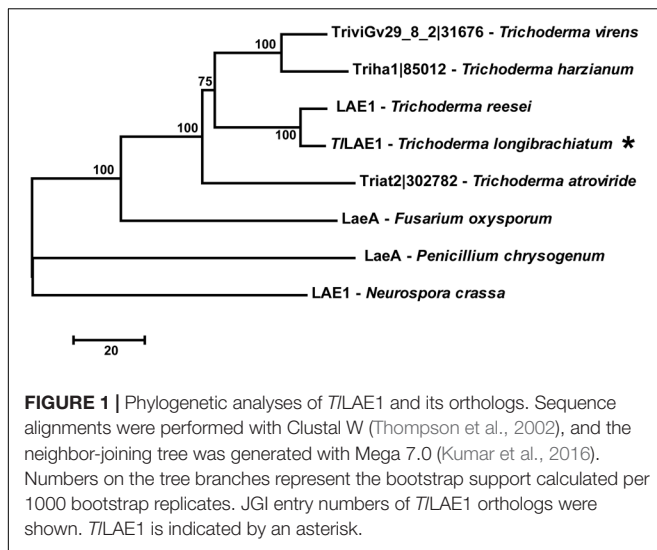 TriviGv29_8_2|31676 - Trichoderma virens
100
Triha1|85012 - Trichoderma harzianum
75
LAE1 - Trichoderma reesei
100
TlLAE1 - Trichoderma longibrachiatum *
100
Triat2|302782 - Trichoderma atroviride
100
LaeA - Fusarium oxysporum
LaeA - Penicillium chrysogenum
LAE1 - Neurospora crassa
20
FIGURE 1 | Phylogenetic analyses of TlLAE1 and its orthologs. Sequence
alignments were performed with Clustal W (Thompson et al., 2002), and the
neighbor-joining tree was generated with Mega 7.0 (Kumar et al., 2016).
Numbers on the tree branches represent the bootstrap support calculated per
1000 bootstrap replicates. JGI entry numbers of TlLAE1 orthologs were
shown. TlLAE1 is indicated by an asterisk.